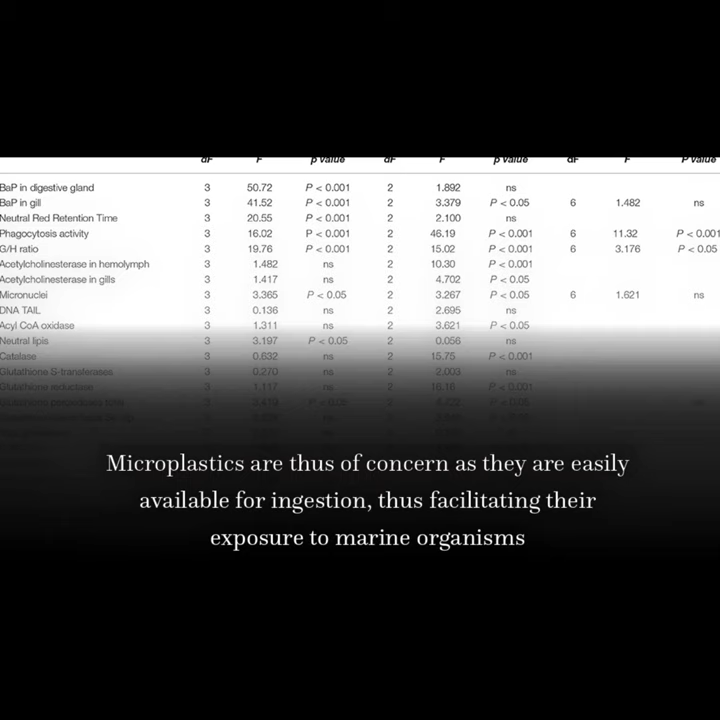 dF F p value dF F p value dF F P value
BaP in digestive gland 3 50.72 P < 0.001 2 1.892 ns
BaP in gill 3 41.52 P < 0.001 2 3.379 P < 0.05 6 1.482 ns
Neutral Red Retention Time 3 20.55 P < 0.001 2 2.100 ns
Phagocytosis activity 3 16.02 P < 0.001 2 46.19 P < 0.001 6 11.32 P < 0.001
G/H ratio 3 19.76 P < 0.001 2 15.02 P < 0.001 6 3.176 P < 0.05
Acetylcholinesterase in hemolymph 3 1.482 ns 2 10.30 P < 0.001
Acetylcholinesterase in gills 3 1.417 ns 2 4.702 P < 0.05
Micronuclei 3 3.365 P < 0.05 2 3.267 P < 0.05 6 1.621 ns
DNA TAIL 3 0.136 ns 2 2.695 ns
Acyl CoA oxidase 3 1.311 ns 2 3.621 P < 0.05
Neutral lipis 3 3.197 P < 0.05 2 0.056 ns
Catalase 3 0.632 ns 2 15.75 P < 0.001
Glutathione S-transferases 3 0.270 ns 2 2.003 ns
Glutathione reductase 3 1.117 ns 2 16.16 P < 0.001
Microplastics are thus of concern as they are easily
available for ingestion, thus facilitating their
exposure to marine organisms